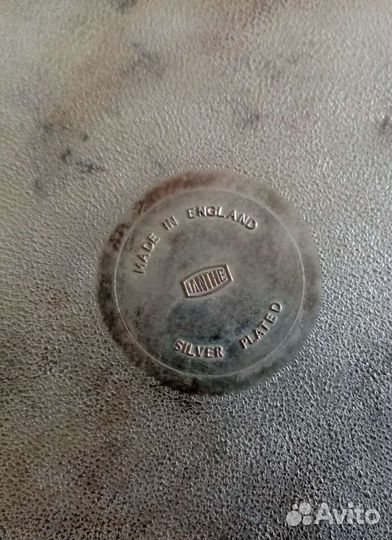 MADE IN ENGLAND
IANTHE
SILVER PLATED
Avito